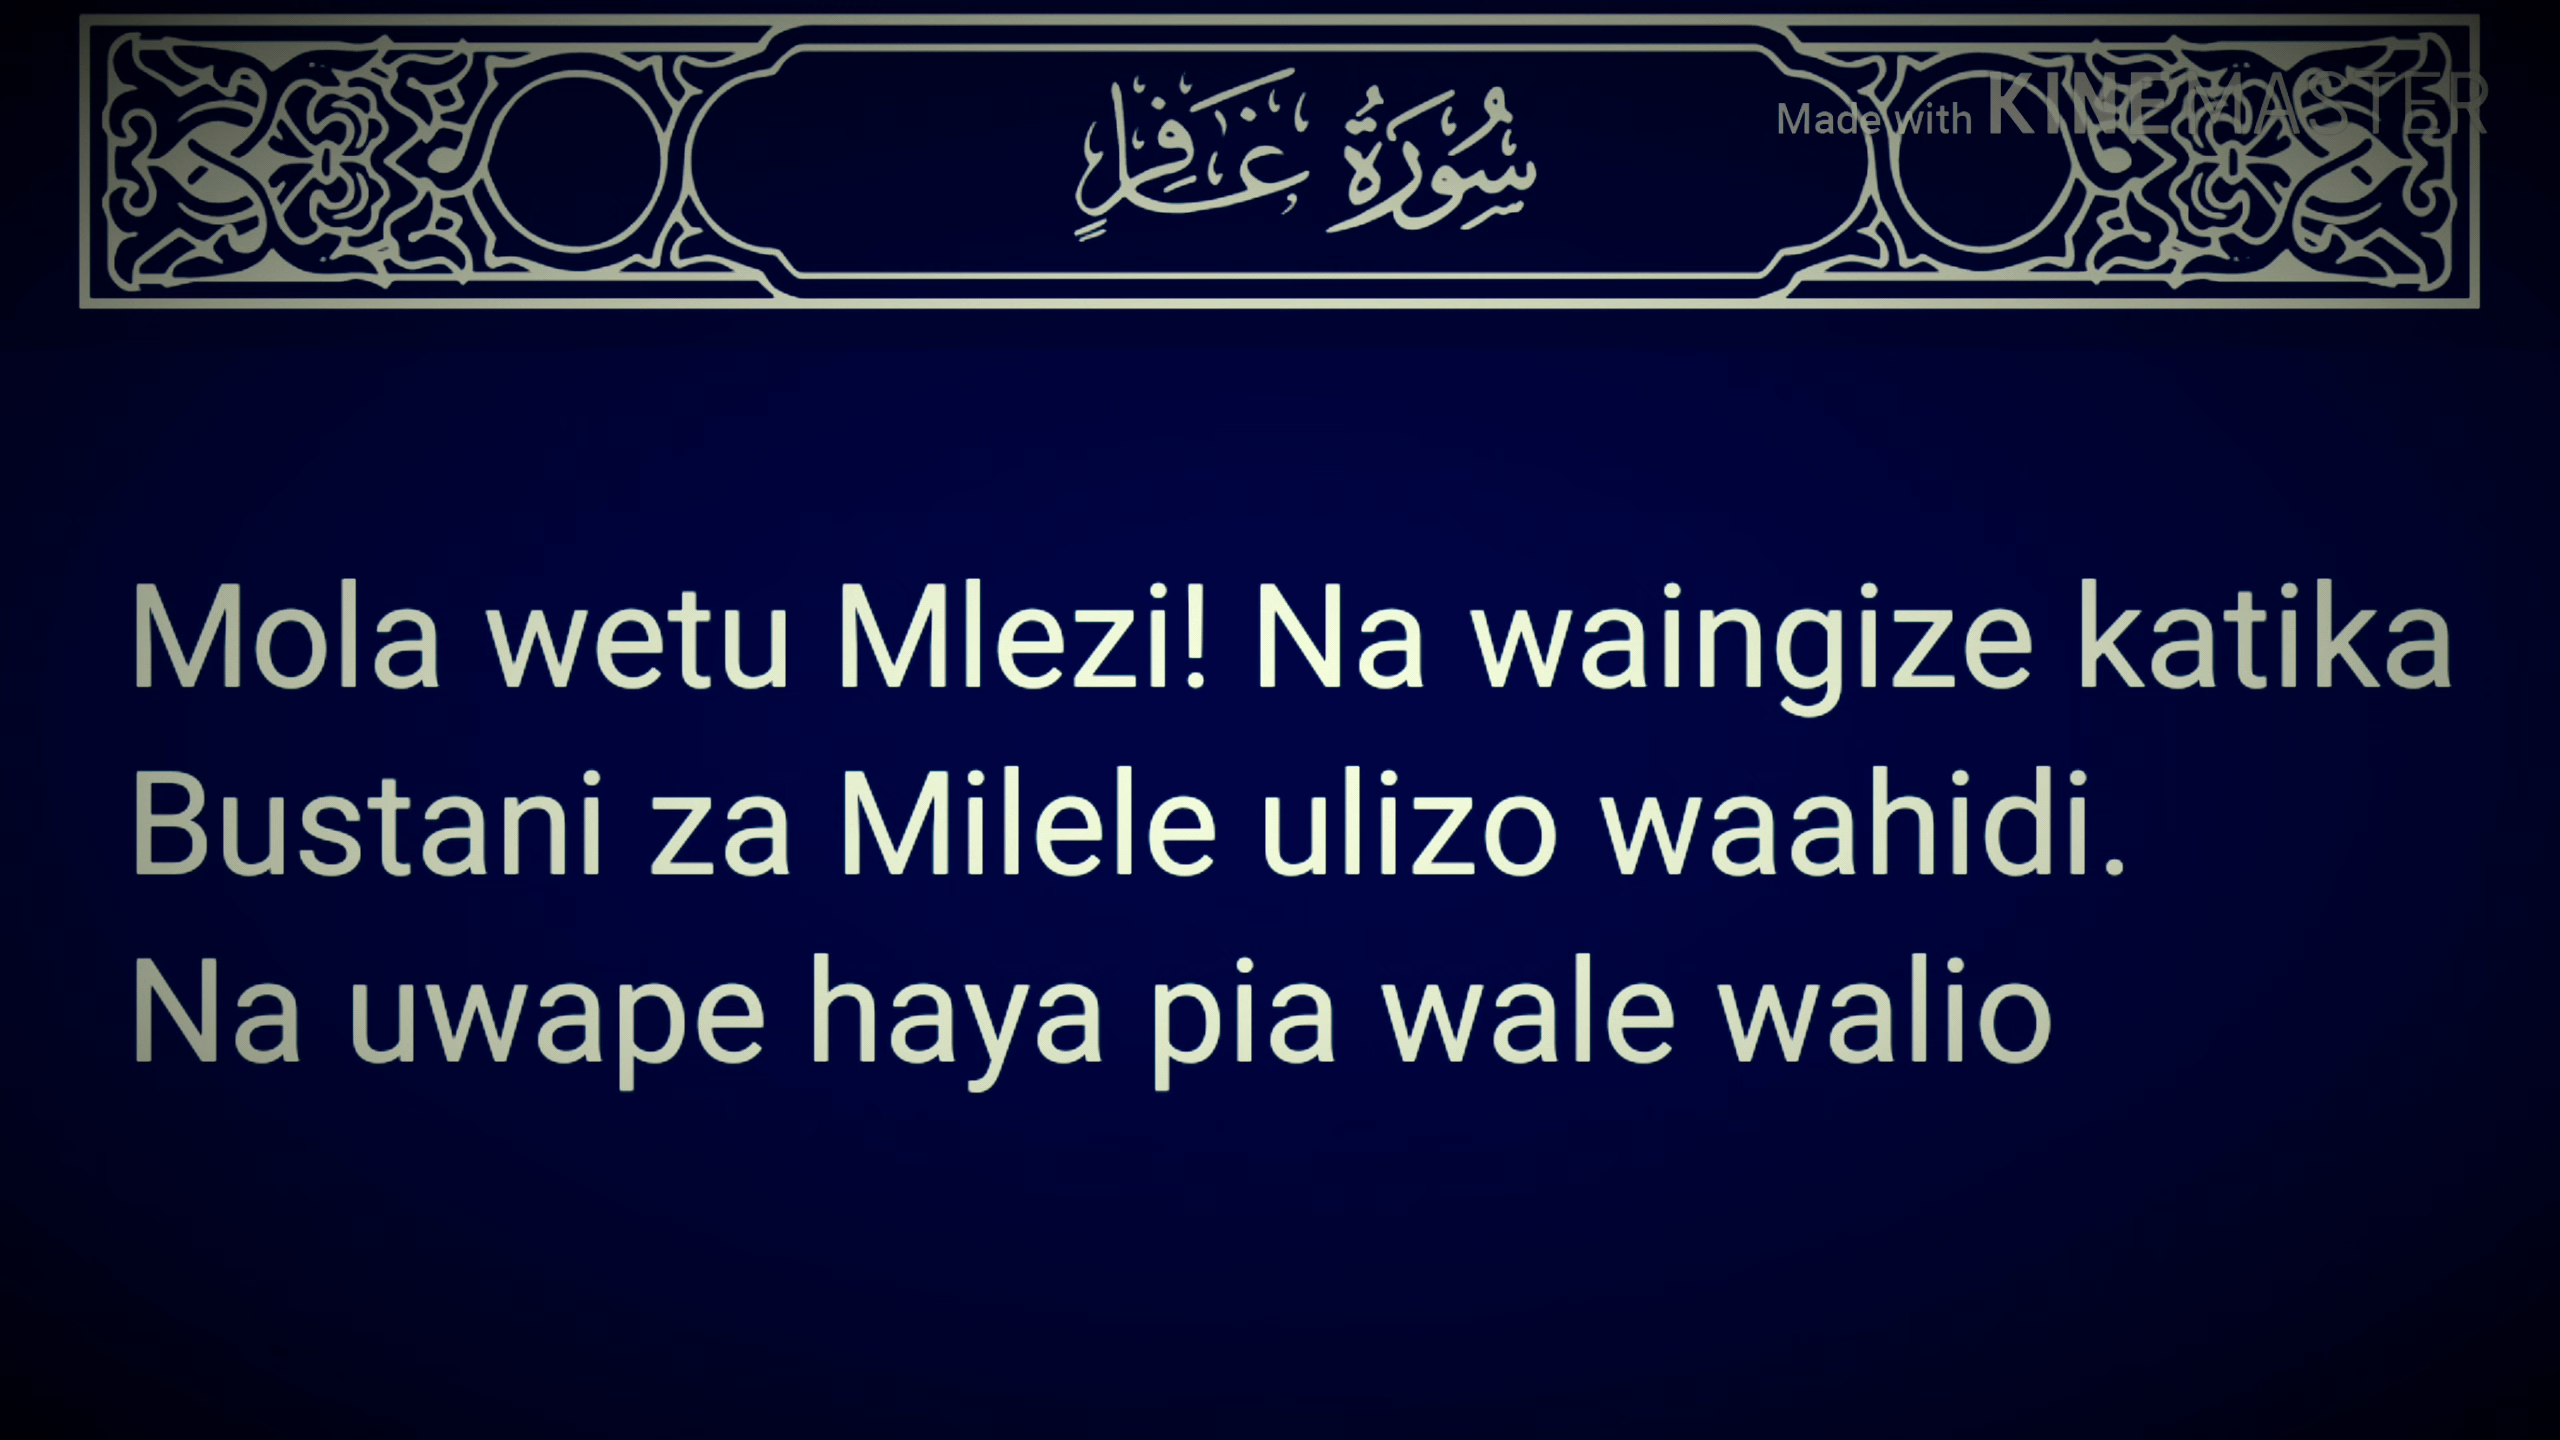 سُورَةُ غَافِرٍ
Made with KINEMASTER
Mola wetu Mlezi! Na waingize katika
Bustani za Milele ulizo waahidi.
Na uwape haya pia wale walio